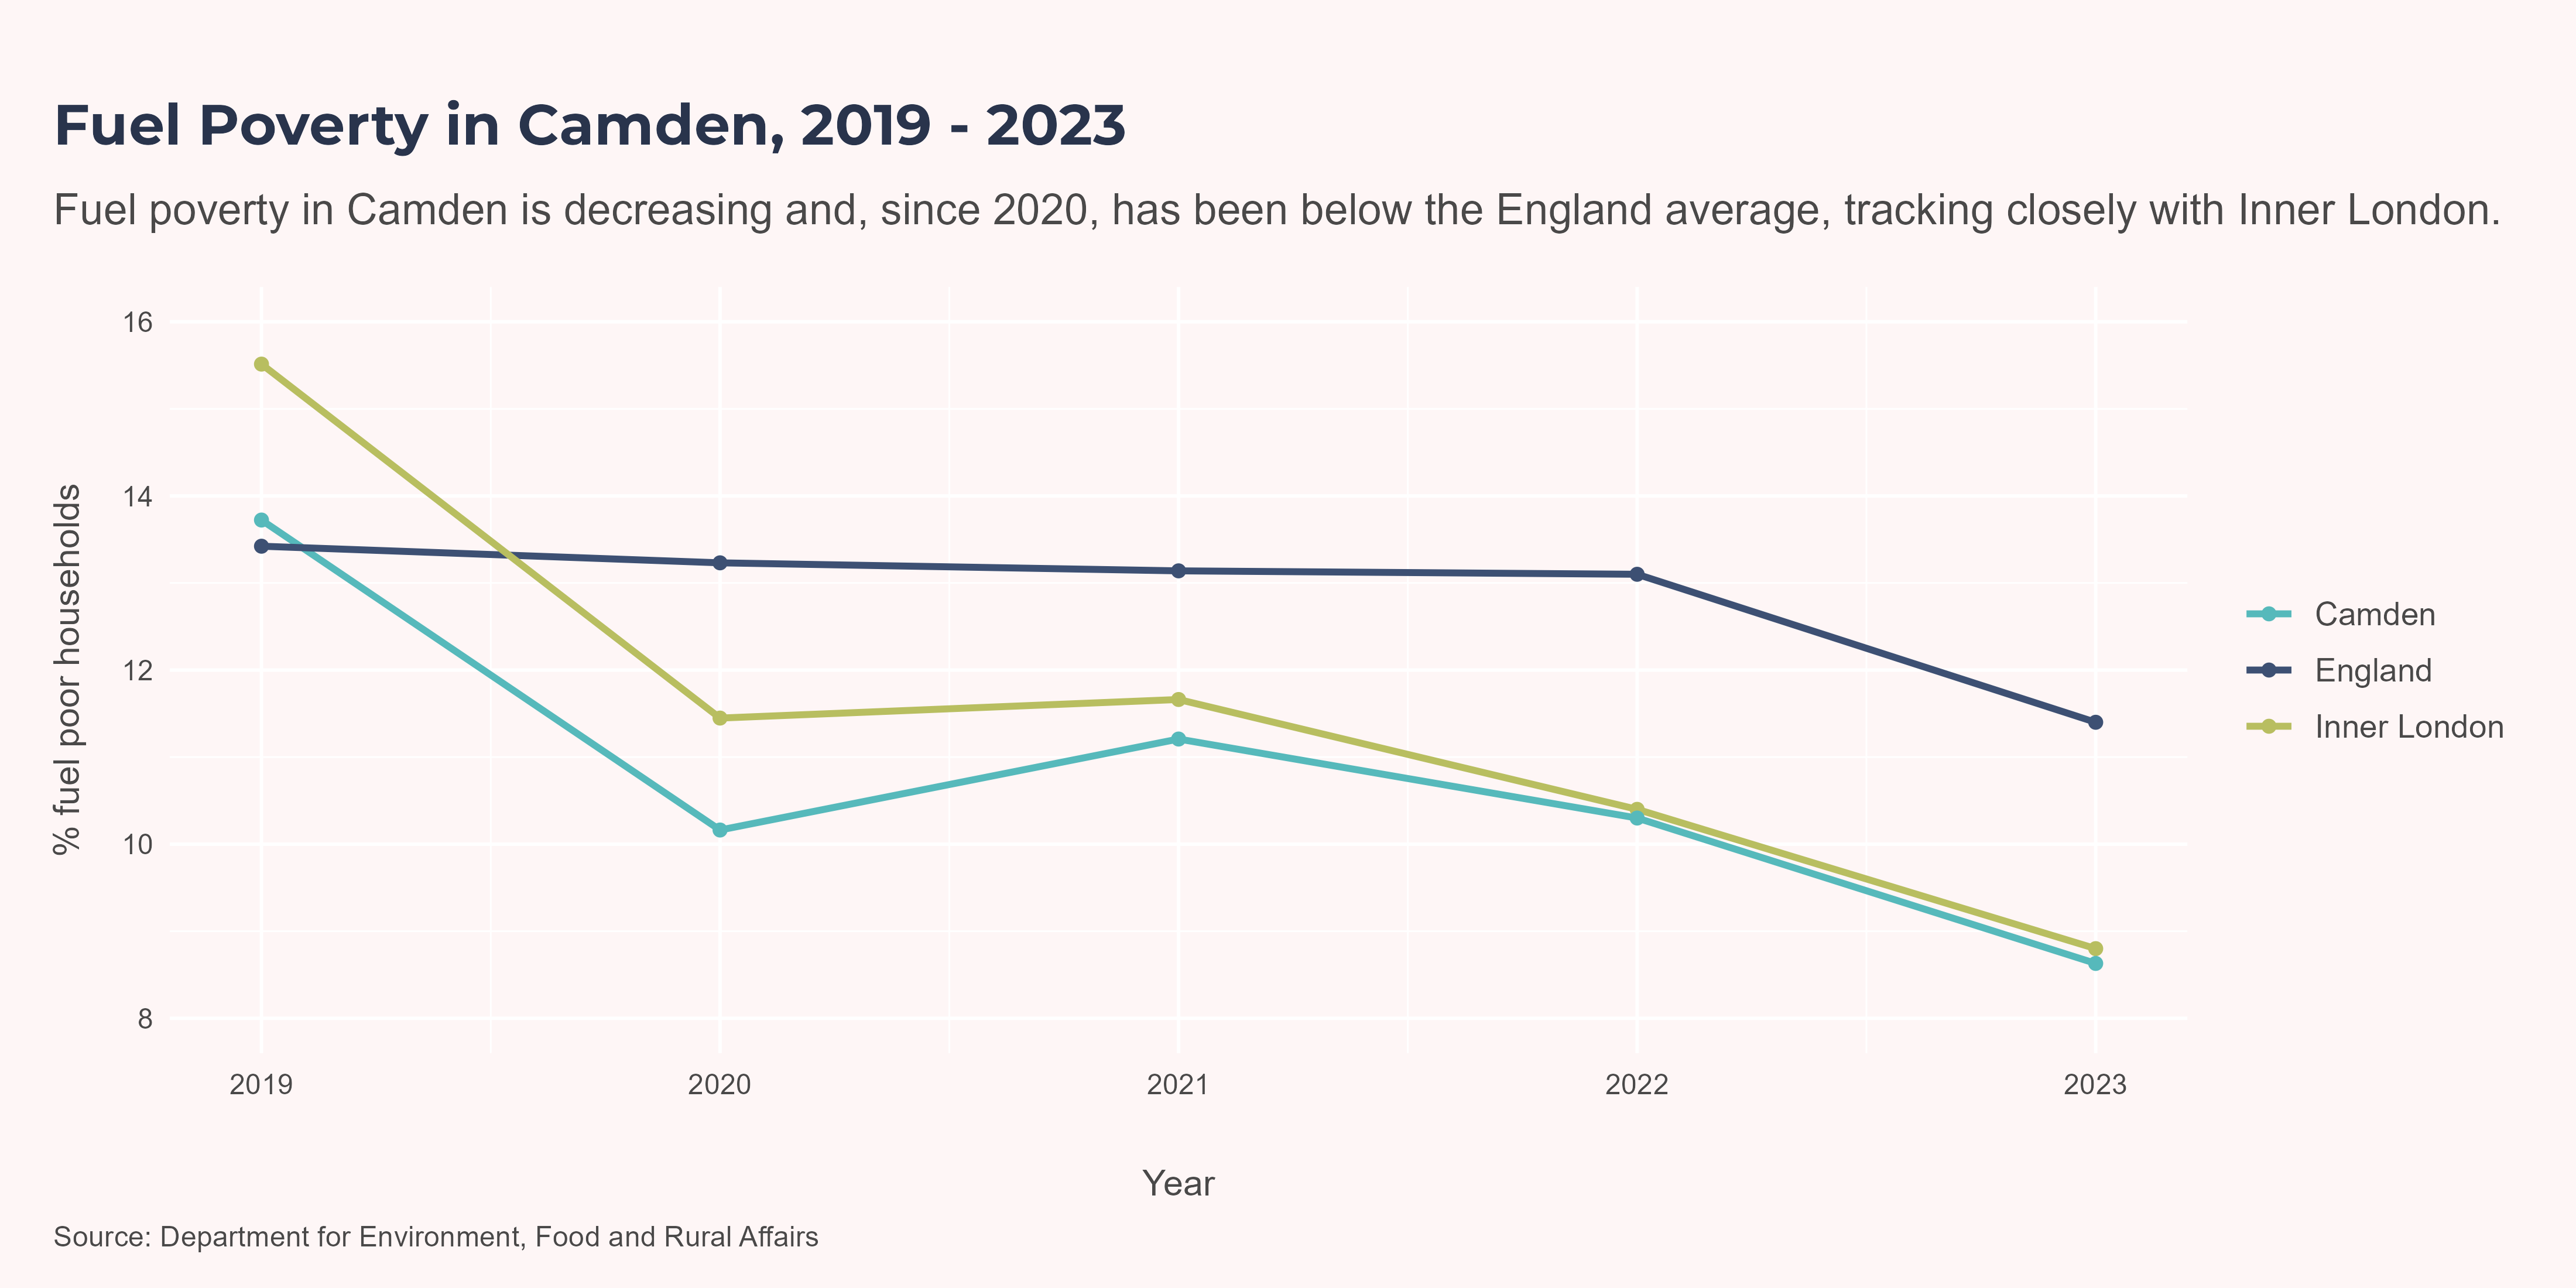 Fuel Poverty in Camden, 2019 - 2023
Fuel poverty in Camden is decreasing and, since 2020, has been below the England average, tracking closely with Inner London.
% fuel poor households
16
14
12
10
8
Camden
England
Inner London
2019
2020
2021
2022
2023
Year
Source: Department for Environment, Food and Rural Affairs